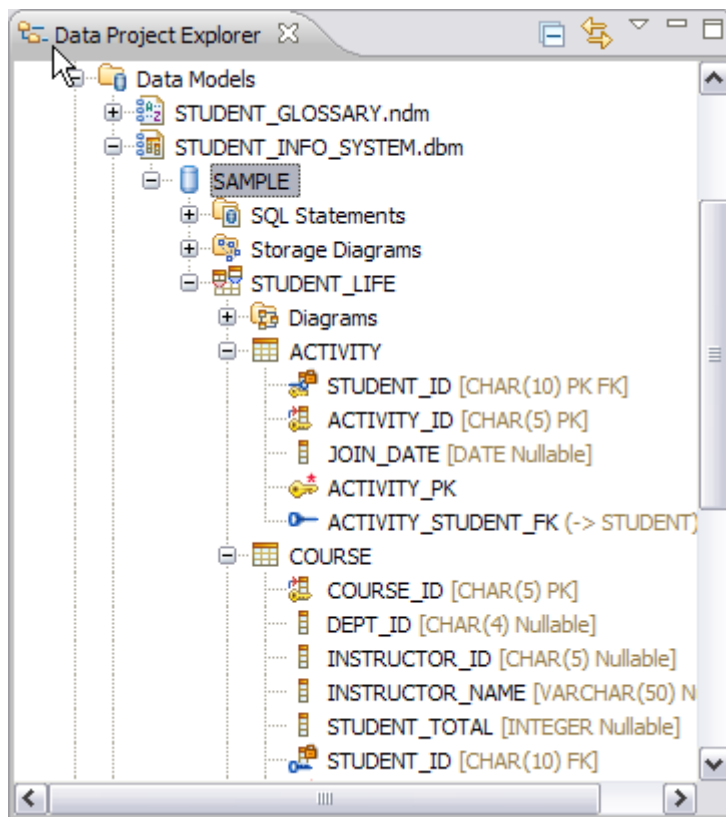 Data Project Explorer
Data Models
STUDENT_GLOSSARY.ndm
STUDENT_INFO_SYSTEM.dbm
SAMPLE
SQL Statements
Storage Diagrams
STUDENT_LIFE
Diagrams
ACTIVITY
STUDENT_ID [CHAR(10) PK FK]
ACTIVITY_ID [CHAR(5) PK]
JOIN_DATE [DATE Nullable]
ACTIVITY_PK
ACTIVITY_STUDENT_FK (-> STUDENT)
COURSE
COURSE_ID [CHAR(5) PK]
DEPT_ID [CHAR(4) Nullable]
INSTRUCTOR_ID [CHAR(5) Nullable]
INSTRUCTOR_NAME [VARCHAR(50) N
STUDENT_TOTAL [INTEGER Nullable]
STUDENT_ID [CHAR(10) FK]